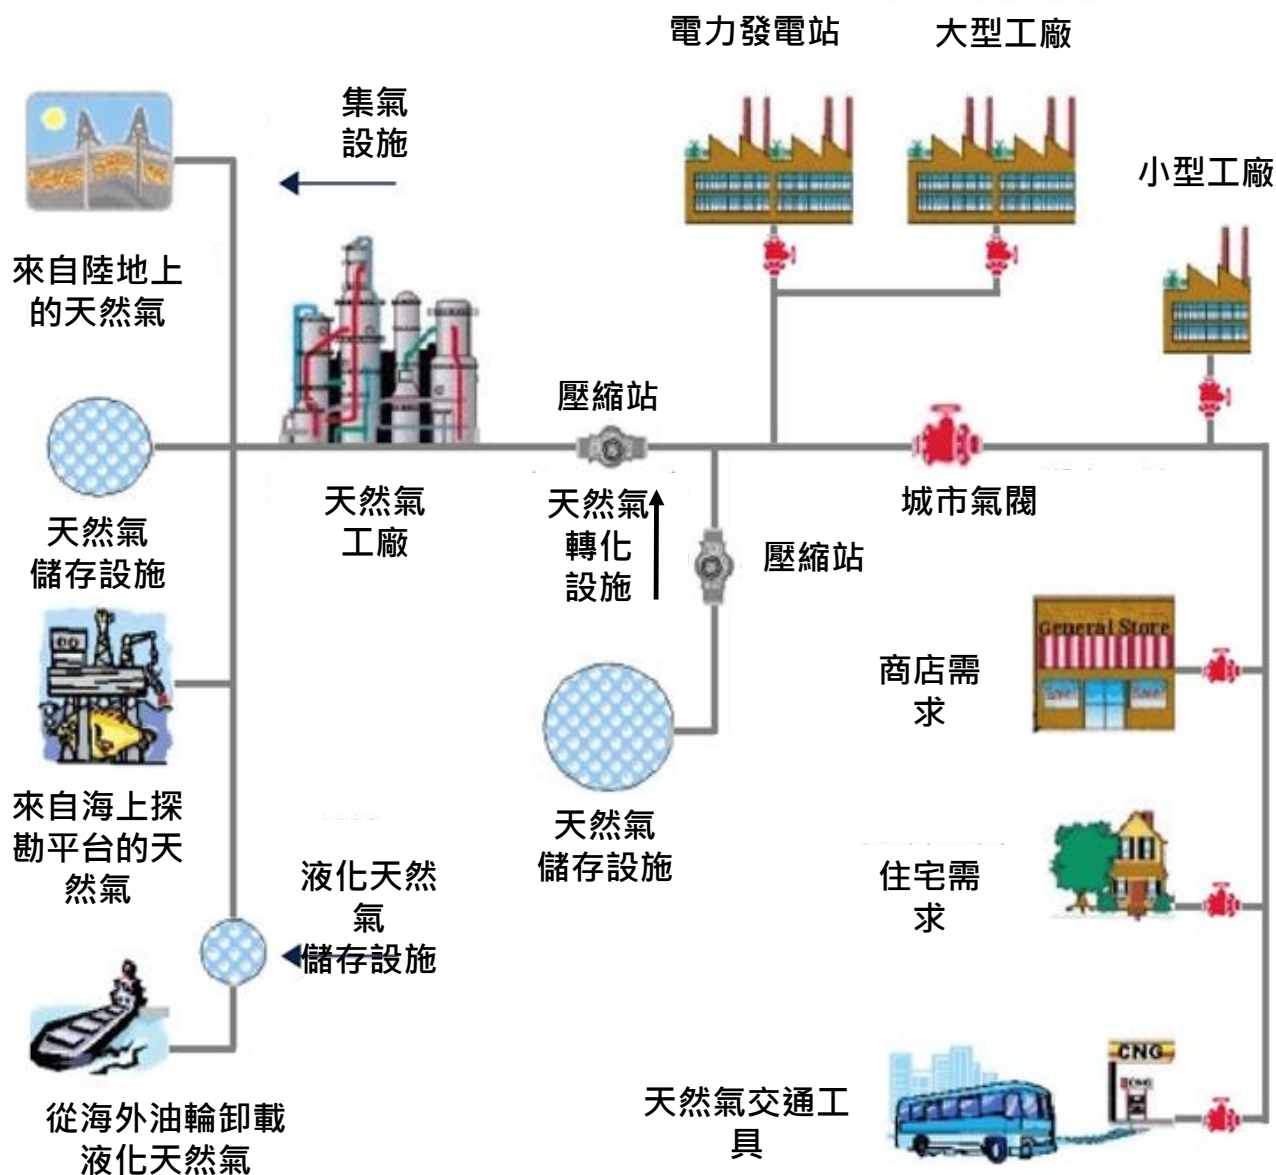 電力發電站
大型工廠
集氣
設施
小型工廠
來自陸地上
的天然氣
壓縮站
天然氣
儲存設施
天然氣
工廠
天然氣
轉化
設施
城市氣閥
壓縮站
General Store
Sale!
Sale!
商店需
求
來自海上探
勘平台的天
然氣
天然氣
儲存設施
液化天然
氣
儲存設施
住宅需
求
CNG
CNG
從海外油輪卸載
液化天然氣
天然氣交通工
具